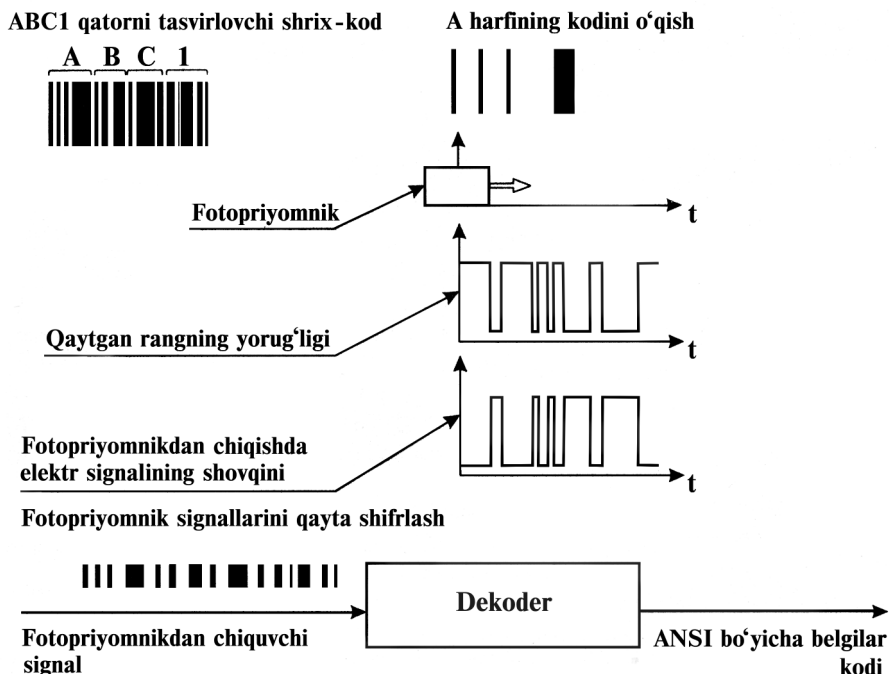 ABC1 qatorni tasvirlovchi shrix-kod
A B C 1
A harfining kodini o‘qish
Fotopriyomnik
t
Qaytgan rangning yorug‘ligi
t
Fotopriyomnikdan chiqishda
elektr signalining shovqini
t
Fotopriyomnik signallarini qayta shifrlash
Dekoder
Fotopriyomnikdan chiquvchi
signal
ANSI bo‘yicha belgilar
kodi